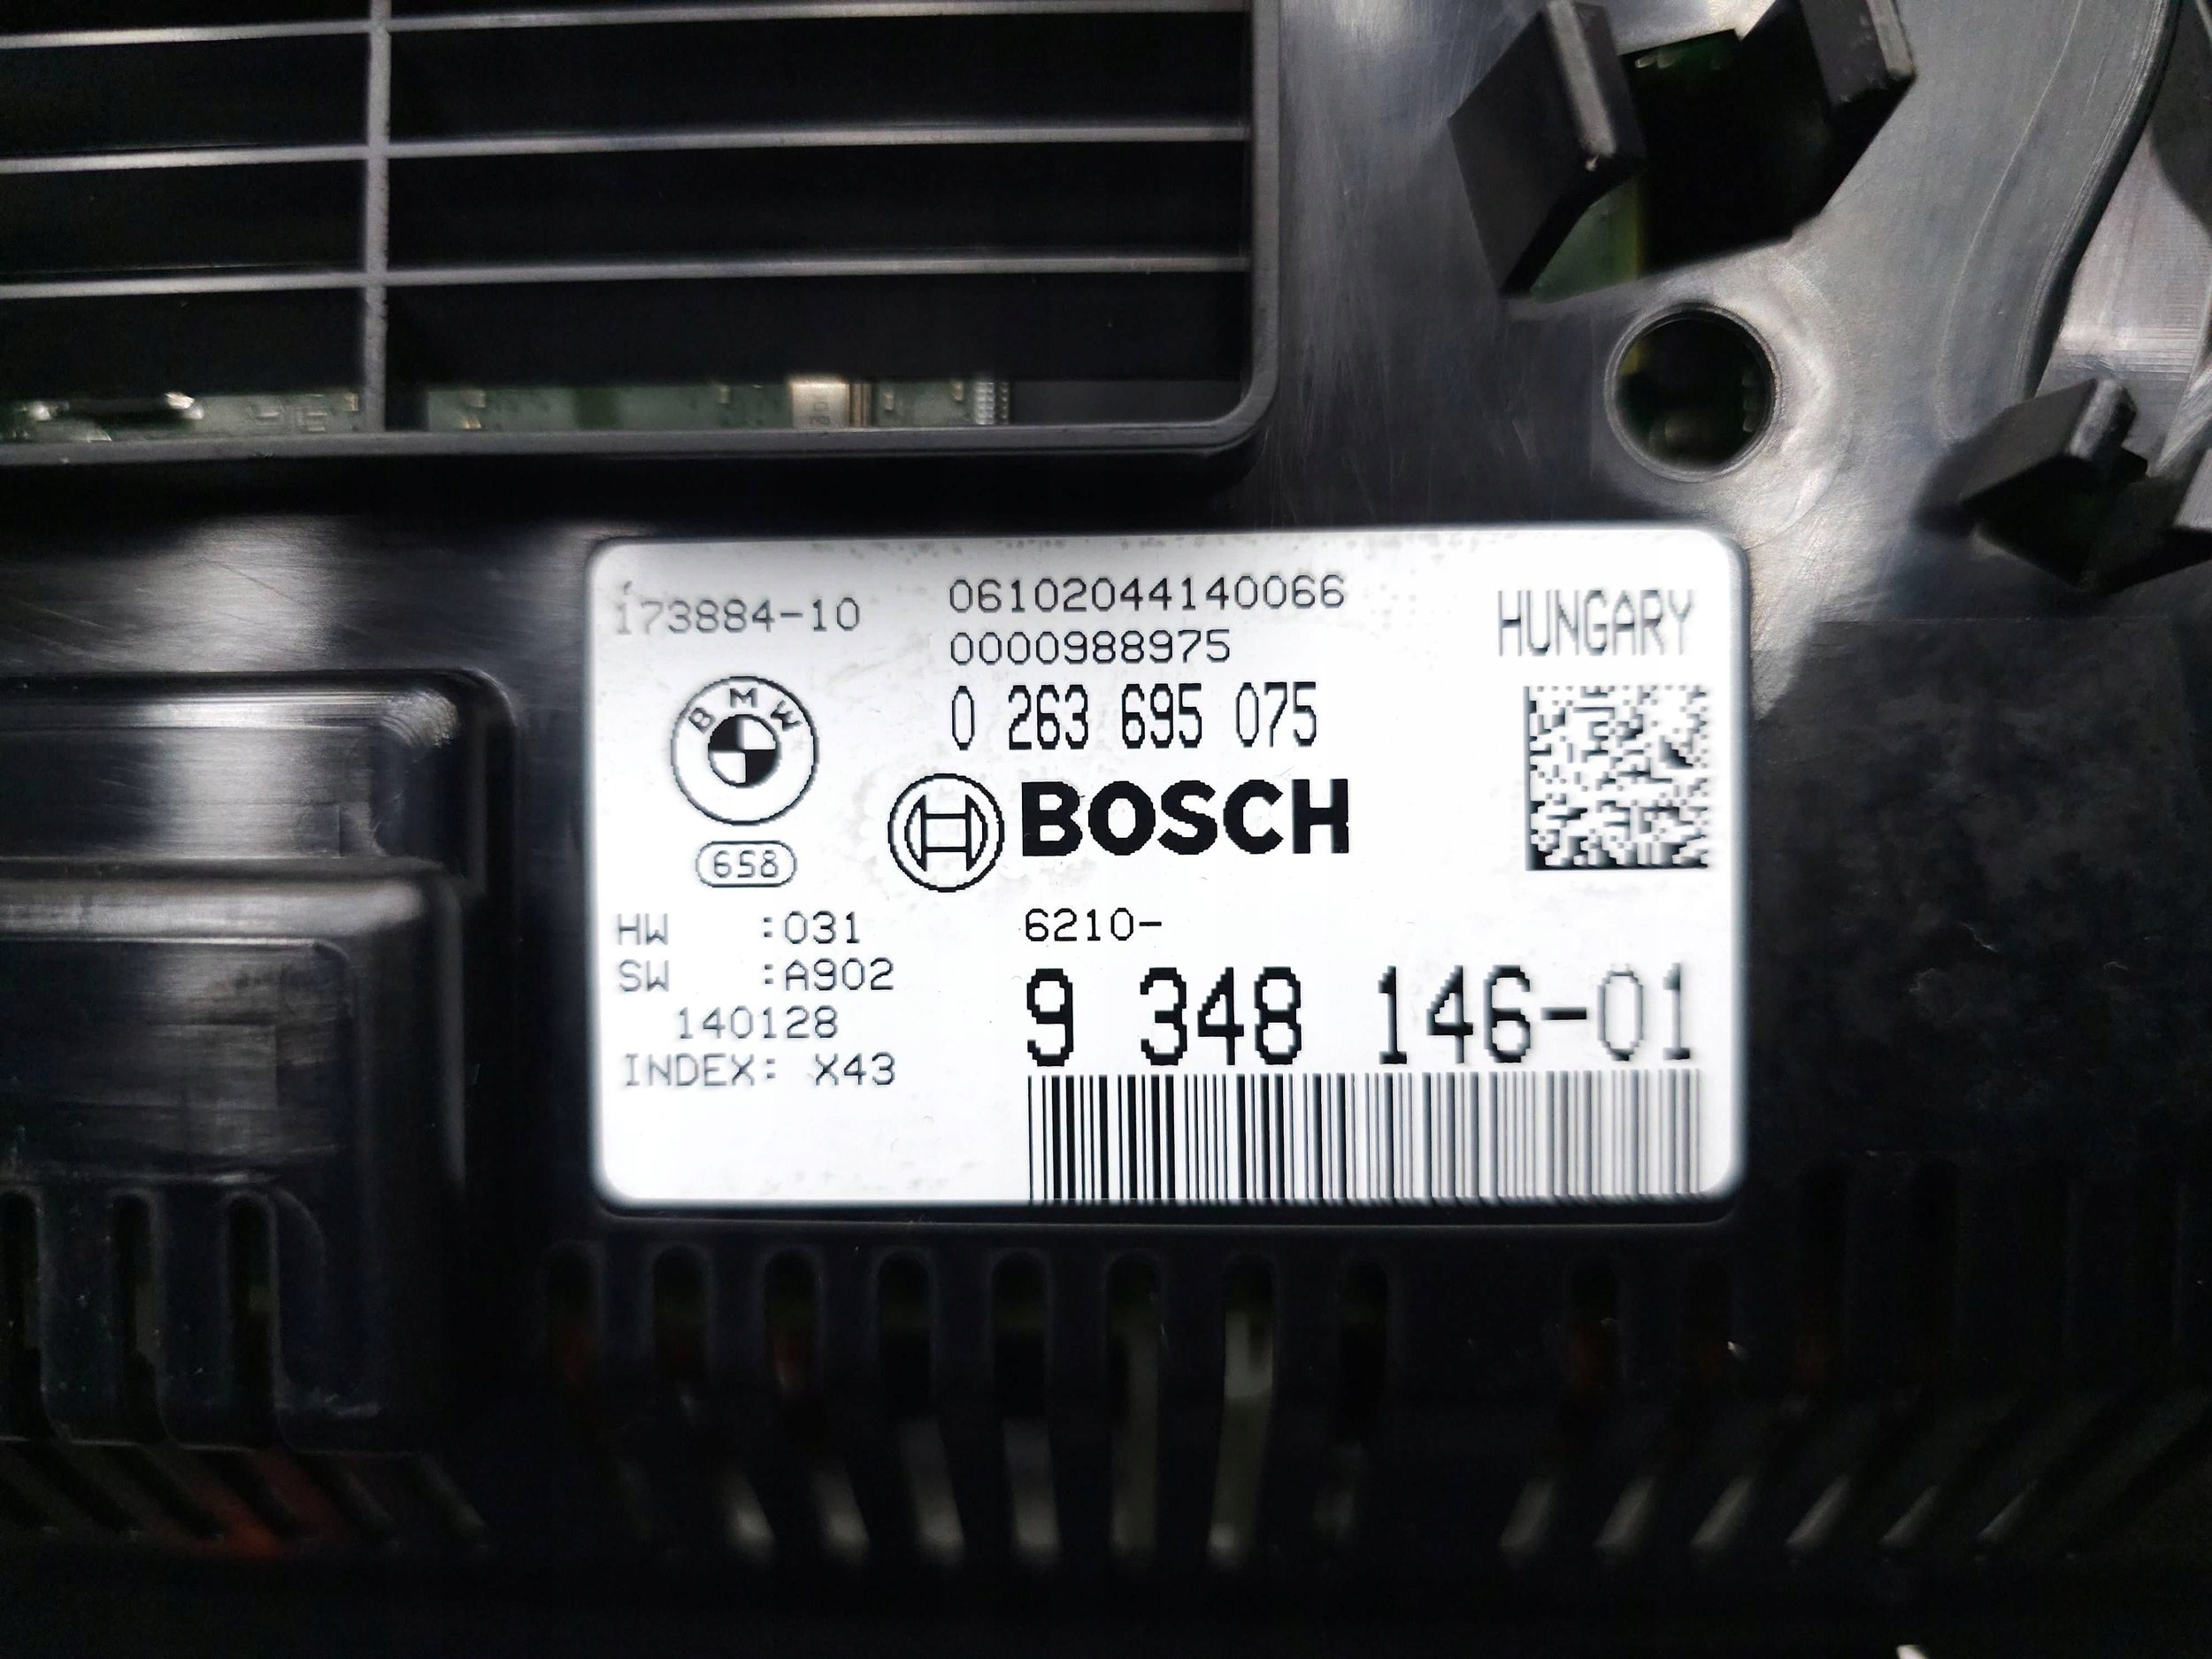 173884-10
06102044140066
0000988975
HUNGARY
0 263 695 075
BMW
BOSCH
658
HW :031
6210-
SW :A902
9 348 146-01
140128
INDEX: X43